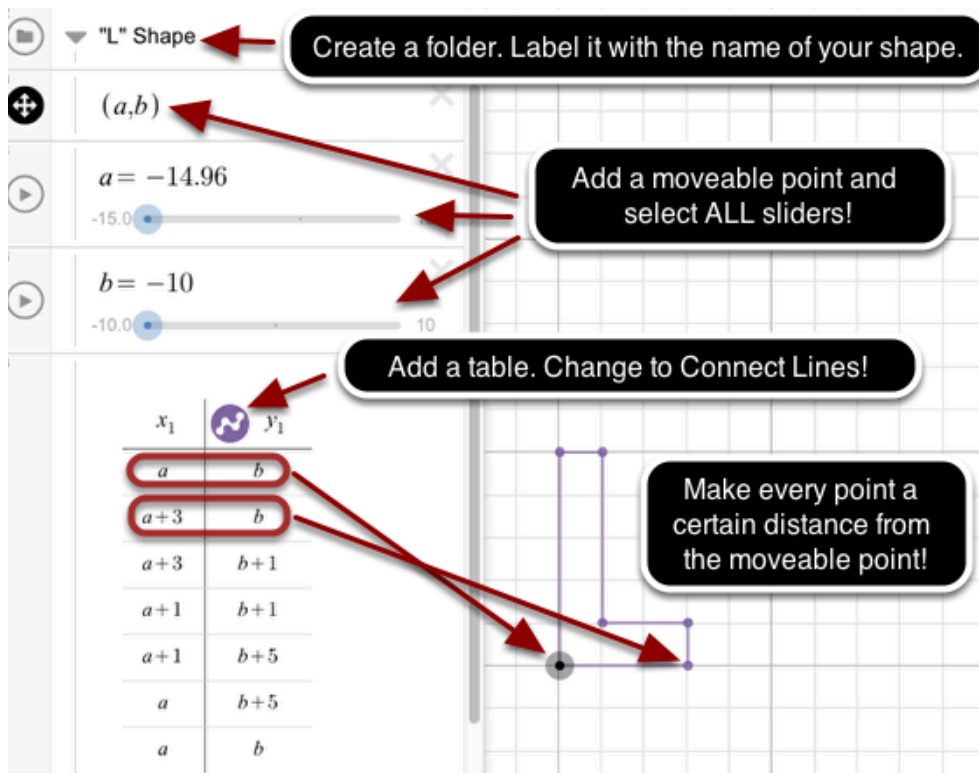 "L" Shape
Create a folder. Label it with the name of your shape.
(a,b)
a = −14.96
-15.0
Add a moveable point and
select ALL sliders!
b = −10
-10.0 10
Add a table. Change to Connect Lines!
x₁ y₁
a b
a+3 b
a+3 b+1
a+1 b+1
a+1 b+5
a b+5
a b
Make every point a
certain distance from
the moveable point!